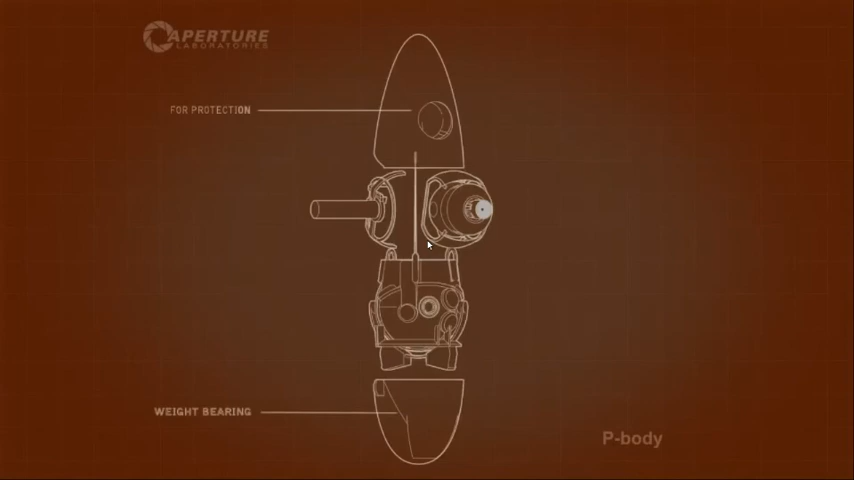 APERTURE
LABORATORIES
FOR PROTECTION
WEIGHT BEARING
P-body